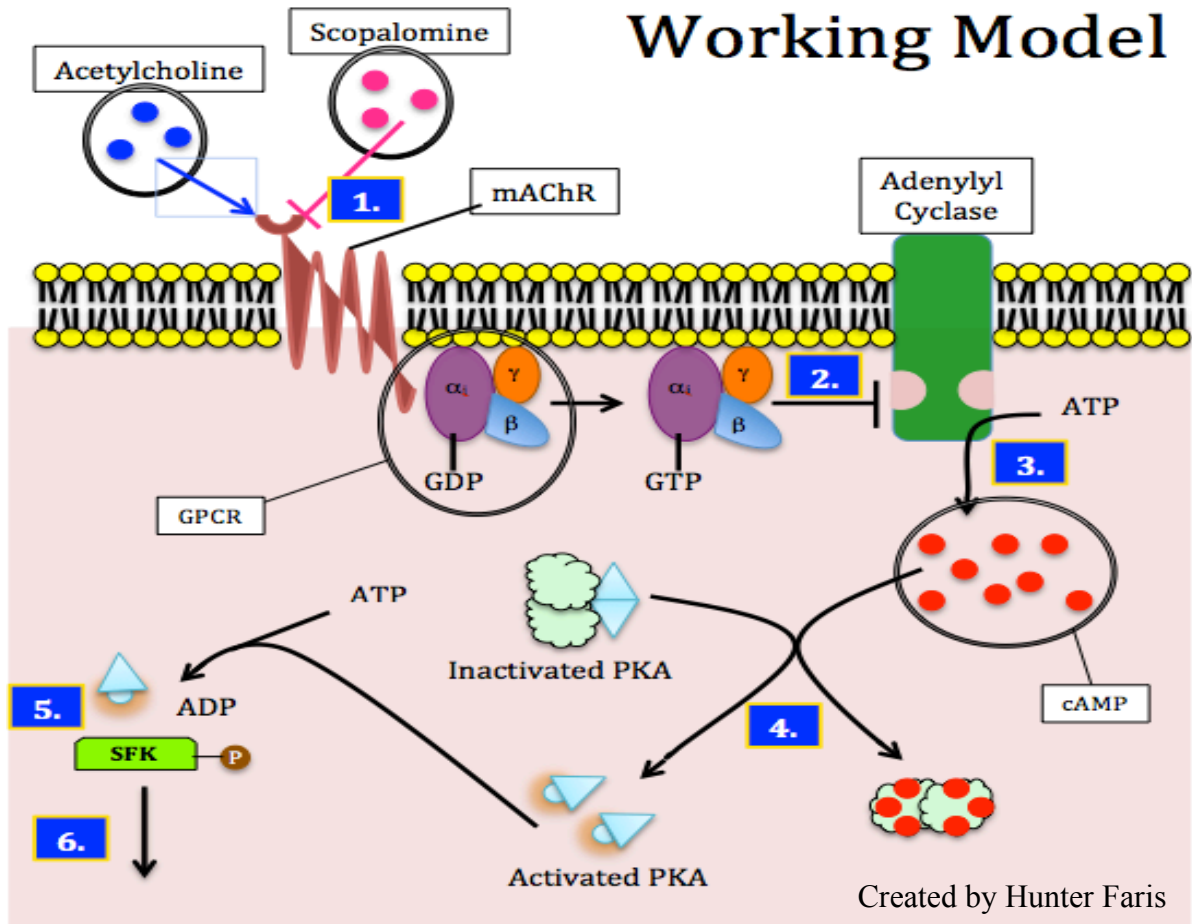 Working Model
Scopalomine
Acetylcholine
1.
mAChR
Adenylyl
Cyclase
αi
γ
β
GDP
αi
γ
β
GTP
2.
ATP
3.
GPCR
ATP
Inactivated PKA
cAMP
5.
ADP
4.
SFK
P
6.
Activated PKA
Created by Hunter Faris